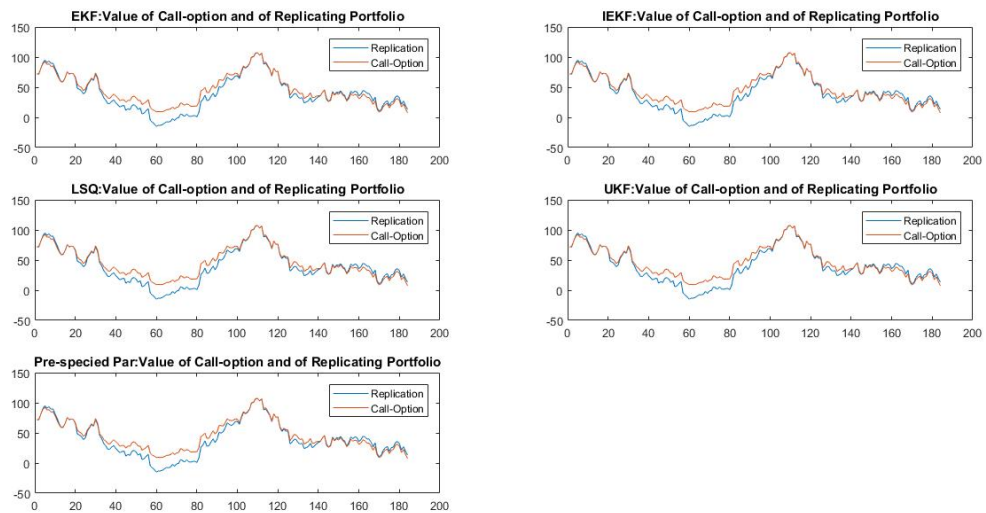 EKF:Value of Call-option and of Replicating Portfolio
150
100
50
0
-50
0 20 40 60 80 100 120 140 160 180 200
Replication
Call-Option
IEKF:Value of Call-option and of Replicating Portfolio
150
100
50
0
-50
0 20 40 60 80 100 120 140 160 180 200
Replication
Call-Option
LSQ:Value of Call-option and of Replicating Portfolio
150
100
50
0
-50
0 20 40 60 80 100 120 140 160 180 200
Replication
Call-Option
UKF:Value of Call-option and of Replicating Portfolio
150
100
50
0
-50
0 20 40 60 80 100 120 140 160 180 200
Replication
Call-Option
Pre-specied Par:Value of Call-option and of Replicating Portfolio
150
100
50
0
-50
0 20 40 60 80 100 120 140 160 180 200
Replication
Call-Option